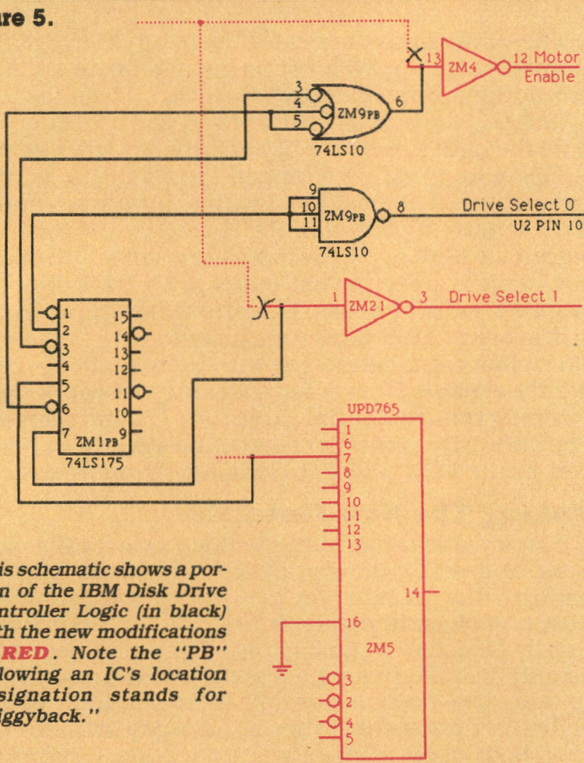 re 5.
13
ZM4
12 Motor
Enable
3
4
5
ZM9PB
6
74LS10
9
10
11
ZM9PB
8
Drive Select 0
U2 PIN 10
74LS10
1
ZM21
3
Drive Select 1
1
2
3
4
5
6
7
15
14
13
12
11
10
9
ZM1PB
74LS175
UPD765
1
6
7
8
9
10
11
12
13
14
16
ZM5
3
2
4
5
is schematic shows a por-
n of the IBM Disk Drive
ntroller Logic (in black)
th the new modifications
RED. Note the "PB"
lowing an IC's location
signation stands for
iggyback."